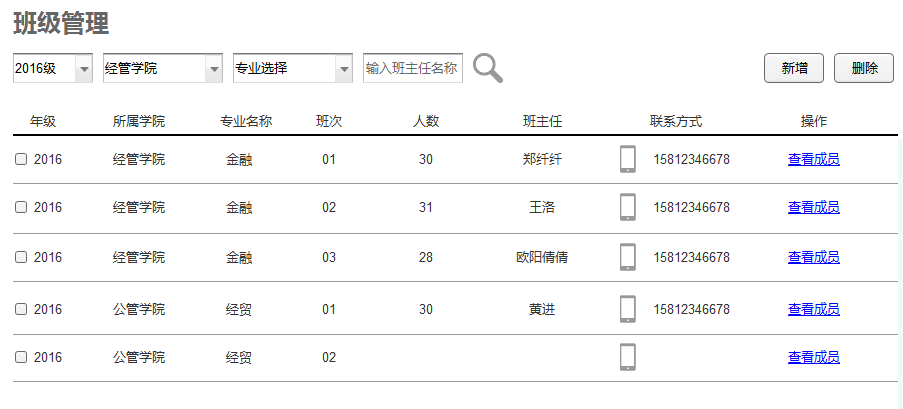 班级管理
2016级 经管学院 专业选择 输入班主任名称 新增 删除
年级 所属学院 专业名称 班次 人数 班主任 联系方式 操作
2016 经管学院 金融 01 30 郑纤纤 15812346678 查看成员
2016 经管学院 金融 02 31 王洛 15812346678 查看成员
2016 经管学院 金融 03 28 欧阳倩倩 15812346678 查看成员
2016 公管学院 经贸 01 30 黄进 15812346678 查看成员
2016 公管学院 经贸 02 查看成员